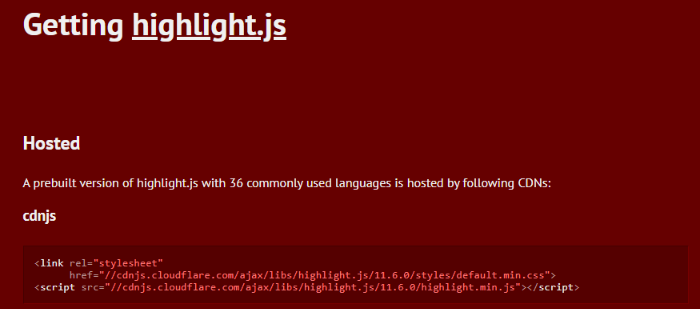 Getting highlight.js
Hosted
A prebuilt version of highlight.js with 36 commonly used languages is hosted by following CDNs:
cdnjs
<link rel="stylesheet"
href="//cdnjs.cloudflare.com/ajax/libs/highlight.js/11.6.0/styles/default.min.css">
<script src="//cdnjs.cloudflare.com/ajax/libs/highlight.js/11.6.0/highlight.min.js"></script>